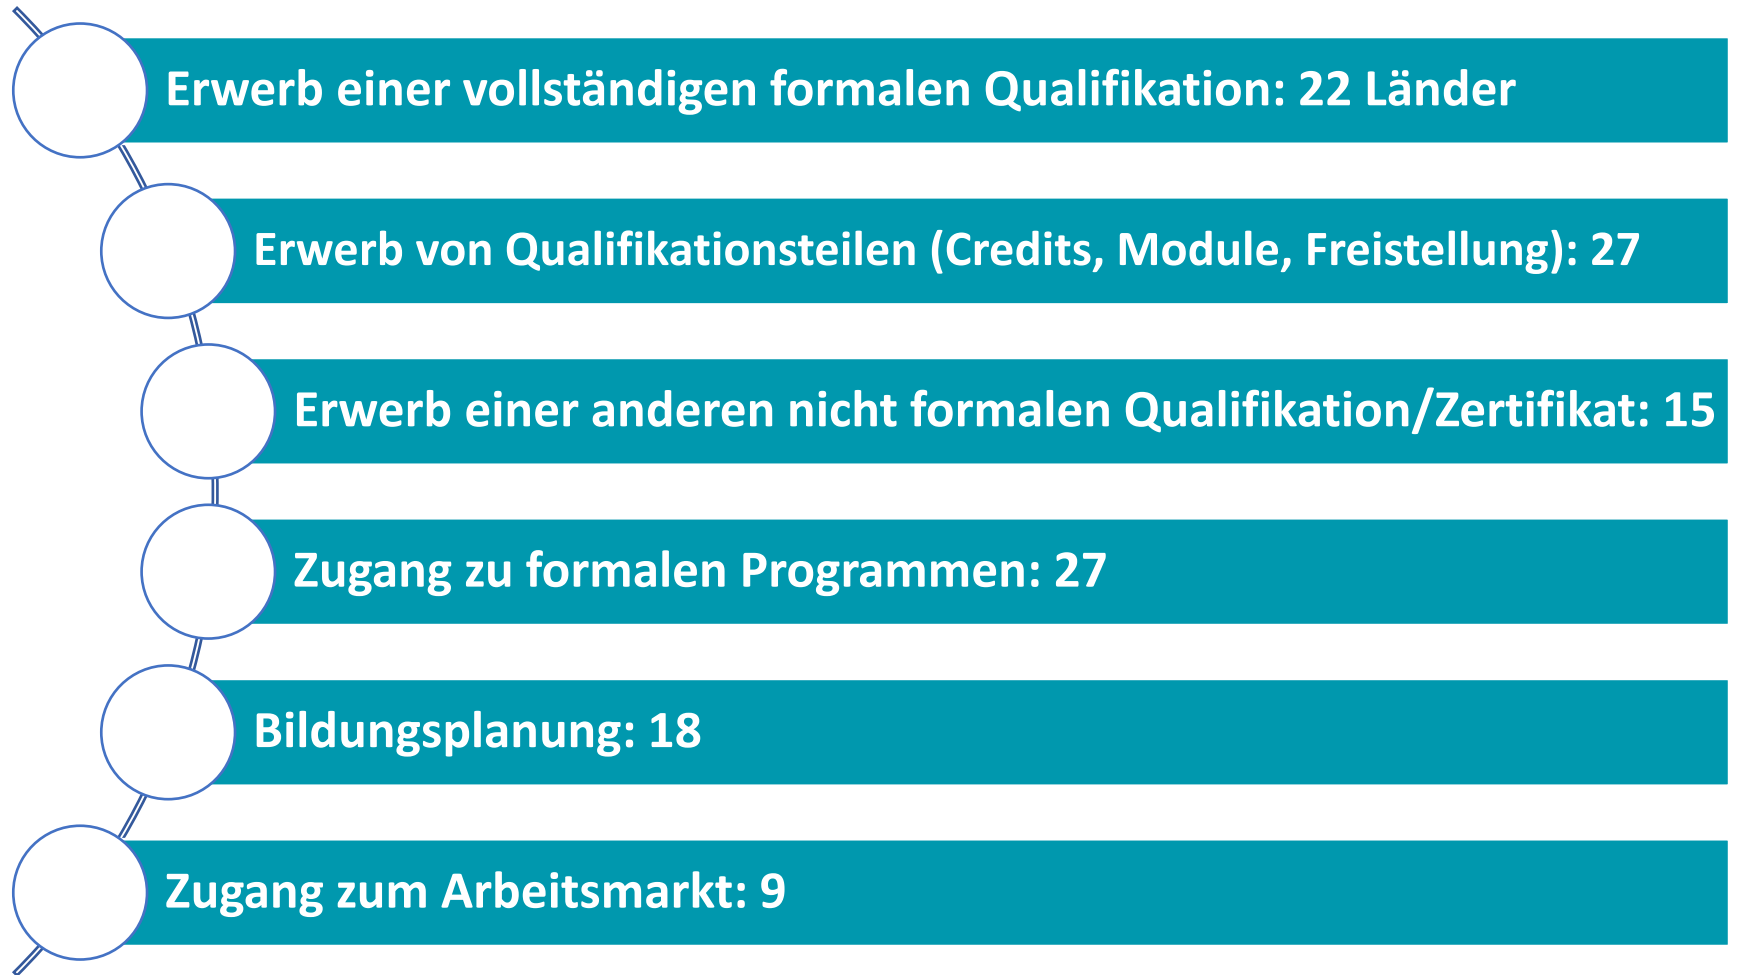 Erwerb einer vollständigen formalen Qualifikation: 22 Länder
Erwerb von Qualifikationsteilen (Credits, Module, Freistellung): 27
Erwerb einer anderen nicht formalen Qualifikation/Zertifikat: 15
Zugang zu formalen Programmen: 27
Bildungsplanung: 18
Zugang zum Arbeitsmarkt: 9